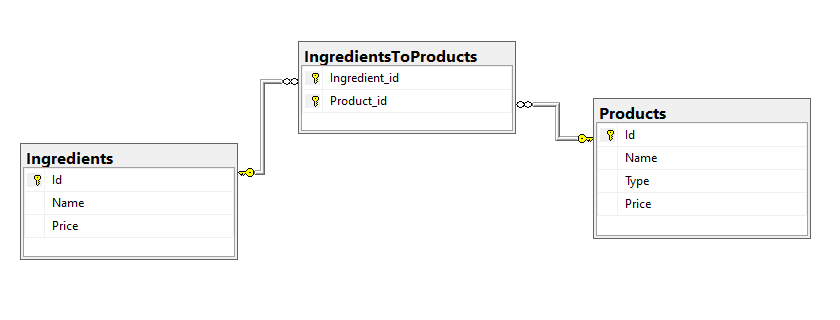 IngredientsToProducts
Ingredient_id
Product_id
Products
Id
Name
Type
Price
Ingredients
Id
Name
Price